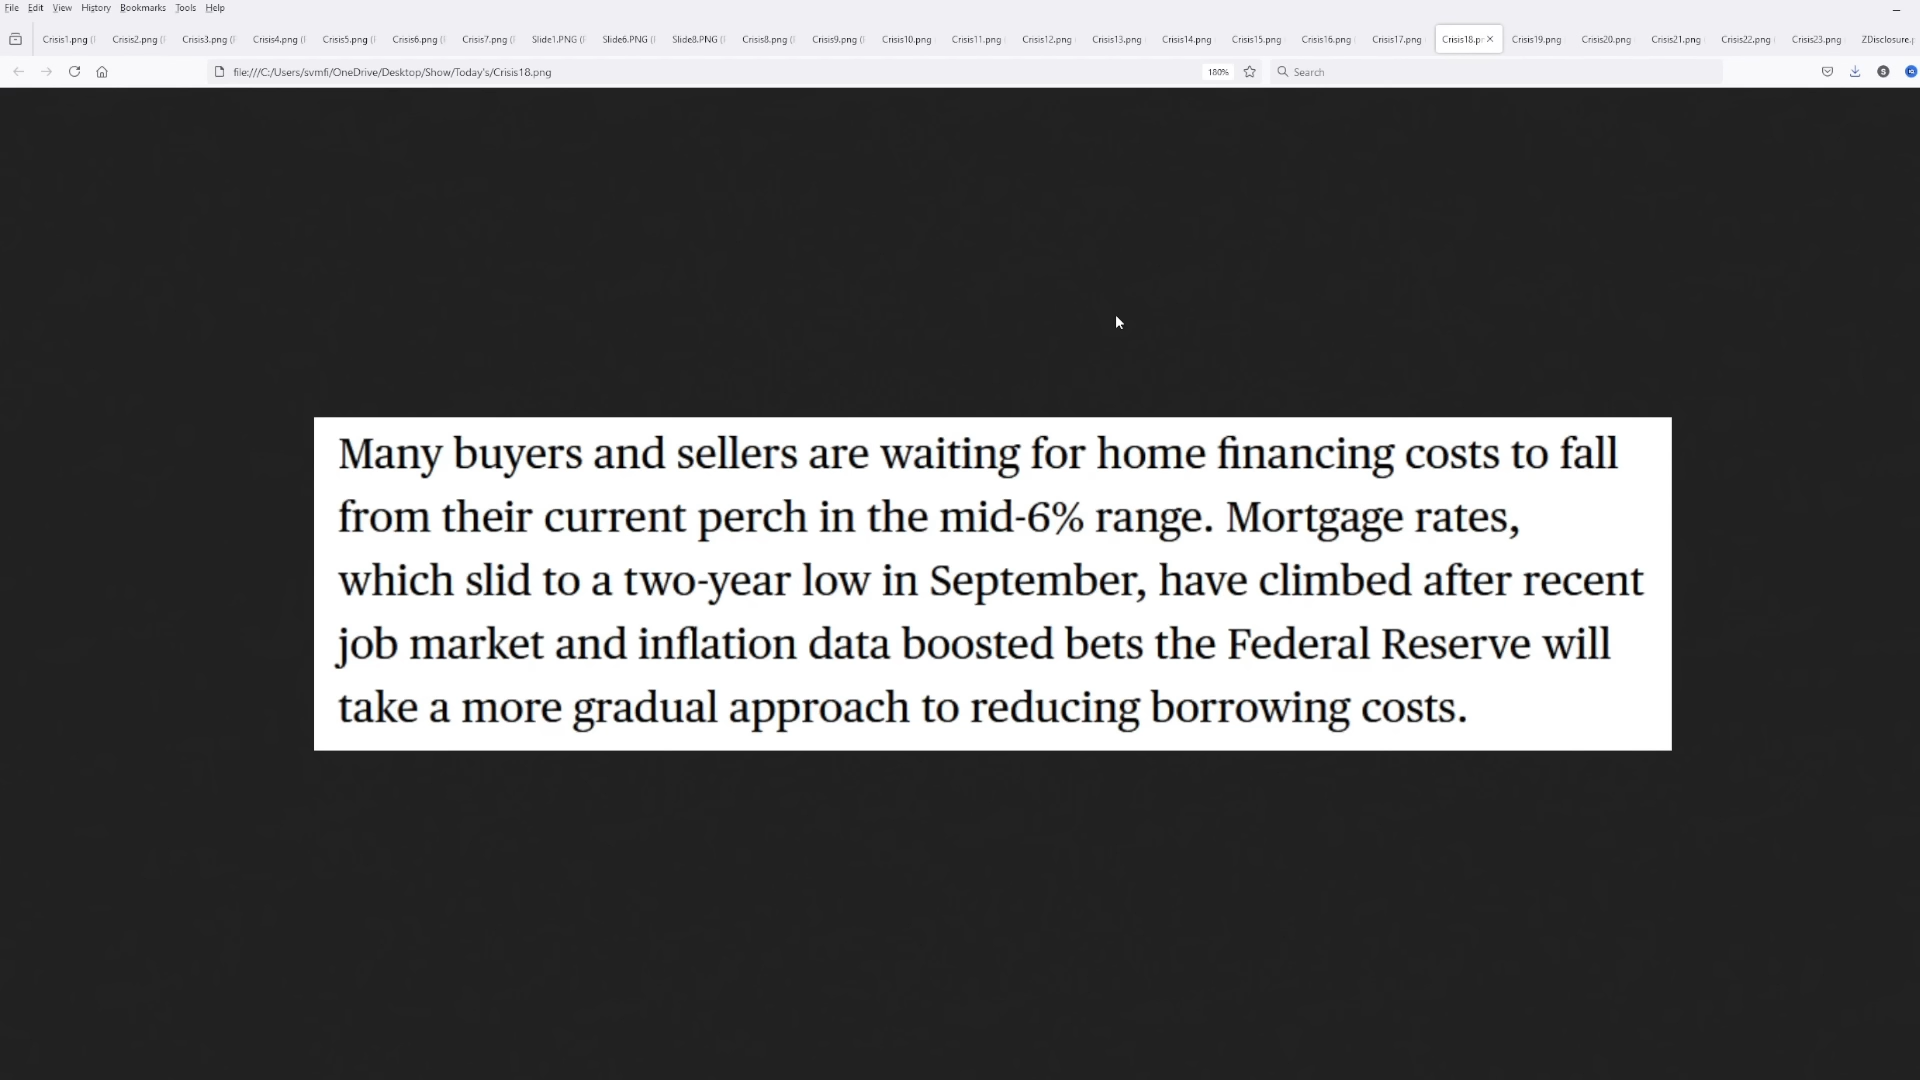 File Edit View History Bookmarks Tools Help
Crisis1.png ( Crisis2.png ( Crisis3.png ( Crisis4.png ( Crisis5.png ( Crisis6.png ( Crisis7.png ( Slide1.PNG ( Slide6.PNG ( Slide8.PNG ( Crisis8.png ( Crisis9.png ( Crisis10.png Crisis11.png Crisis12.png Crisis13.png Crisis14.png Crisis15.png Crisis16.png Crisis17.png Crisis18.p Crisis19.png Crisis20.png Crisis21.png Crisis22.png Crisis23.png ZDisclosure.p
file:///C:/Users/svmfi/OneDrive/Desktop/Show/Today's/Crisis18.png 180% Search S
Many buyers and sellers are waiting for home financing costs to fall
from their current perch in the mid-6% range. Mortgage rates,
which slid to a two-year low in September, have climbed after recent
job market and inflation data boosted bets the Federal Reserve will
take a more gradual approach to reducing borrowing costs.